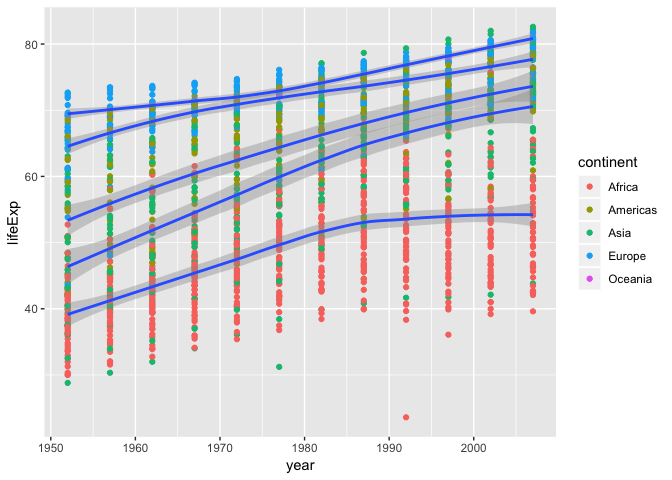 80
60
40
lifeExp
1950
1960
1970
1980
1990
2000
year
continent
Africa
Americas
Asia
Europe
Oceania